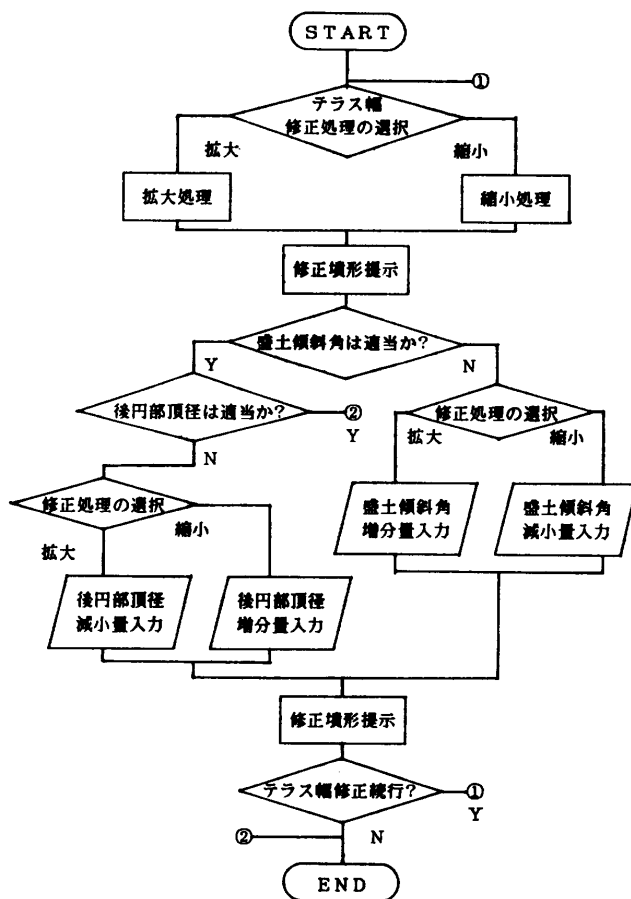 START
①
テラス幅
修正処理の選択
拡大
縮小
拡大処理
縮小処理
修正墳形提示
盛土傾斜角は適当か?
Y
N
後円部頂径は適当か?
②
Y
修正処理の選択
拡大
縮小
N
修正処理の選択
縮小
拡大
盛土傾斜角
増分量入力
盛土傾斜角
減小量入力
後円部頂径
減小量入力
後円部頂径
増分量入力
修正墳形提示
テラス幅修正続行?
①
Y
②
N
END